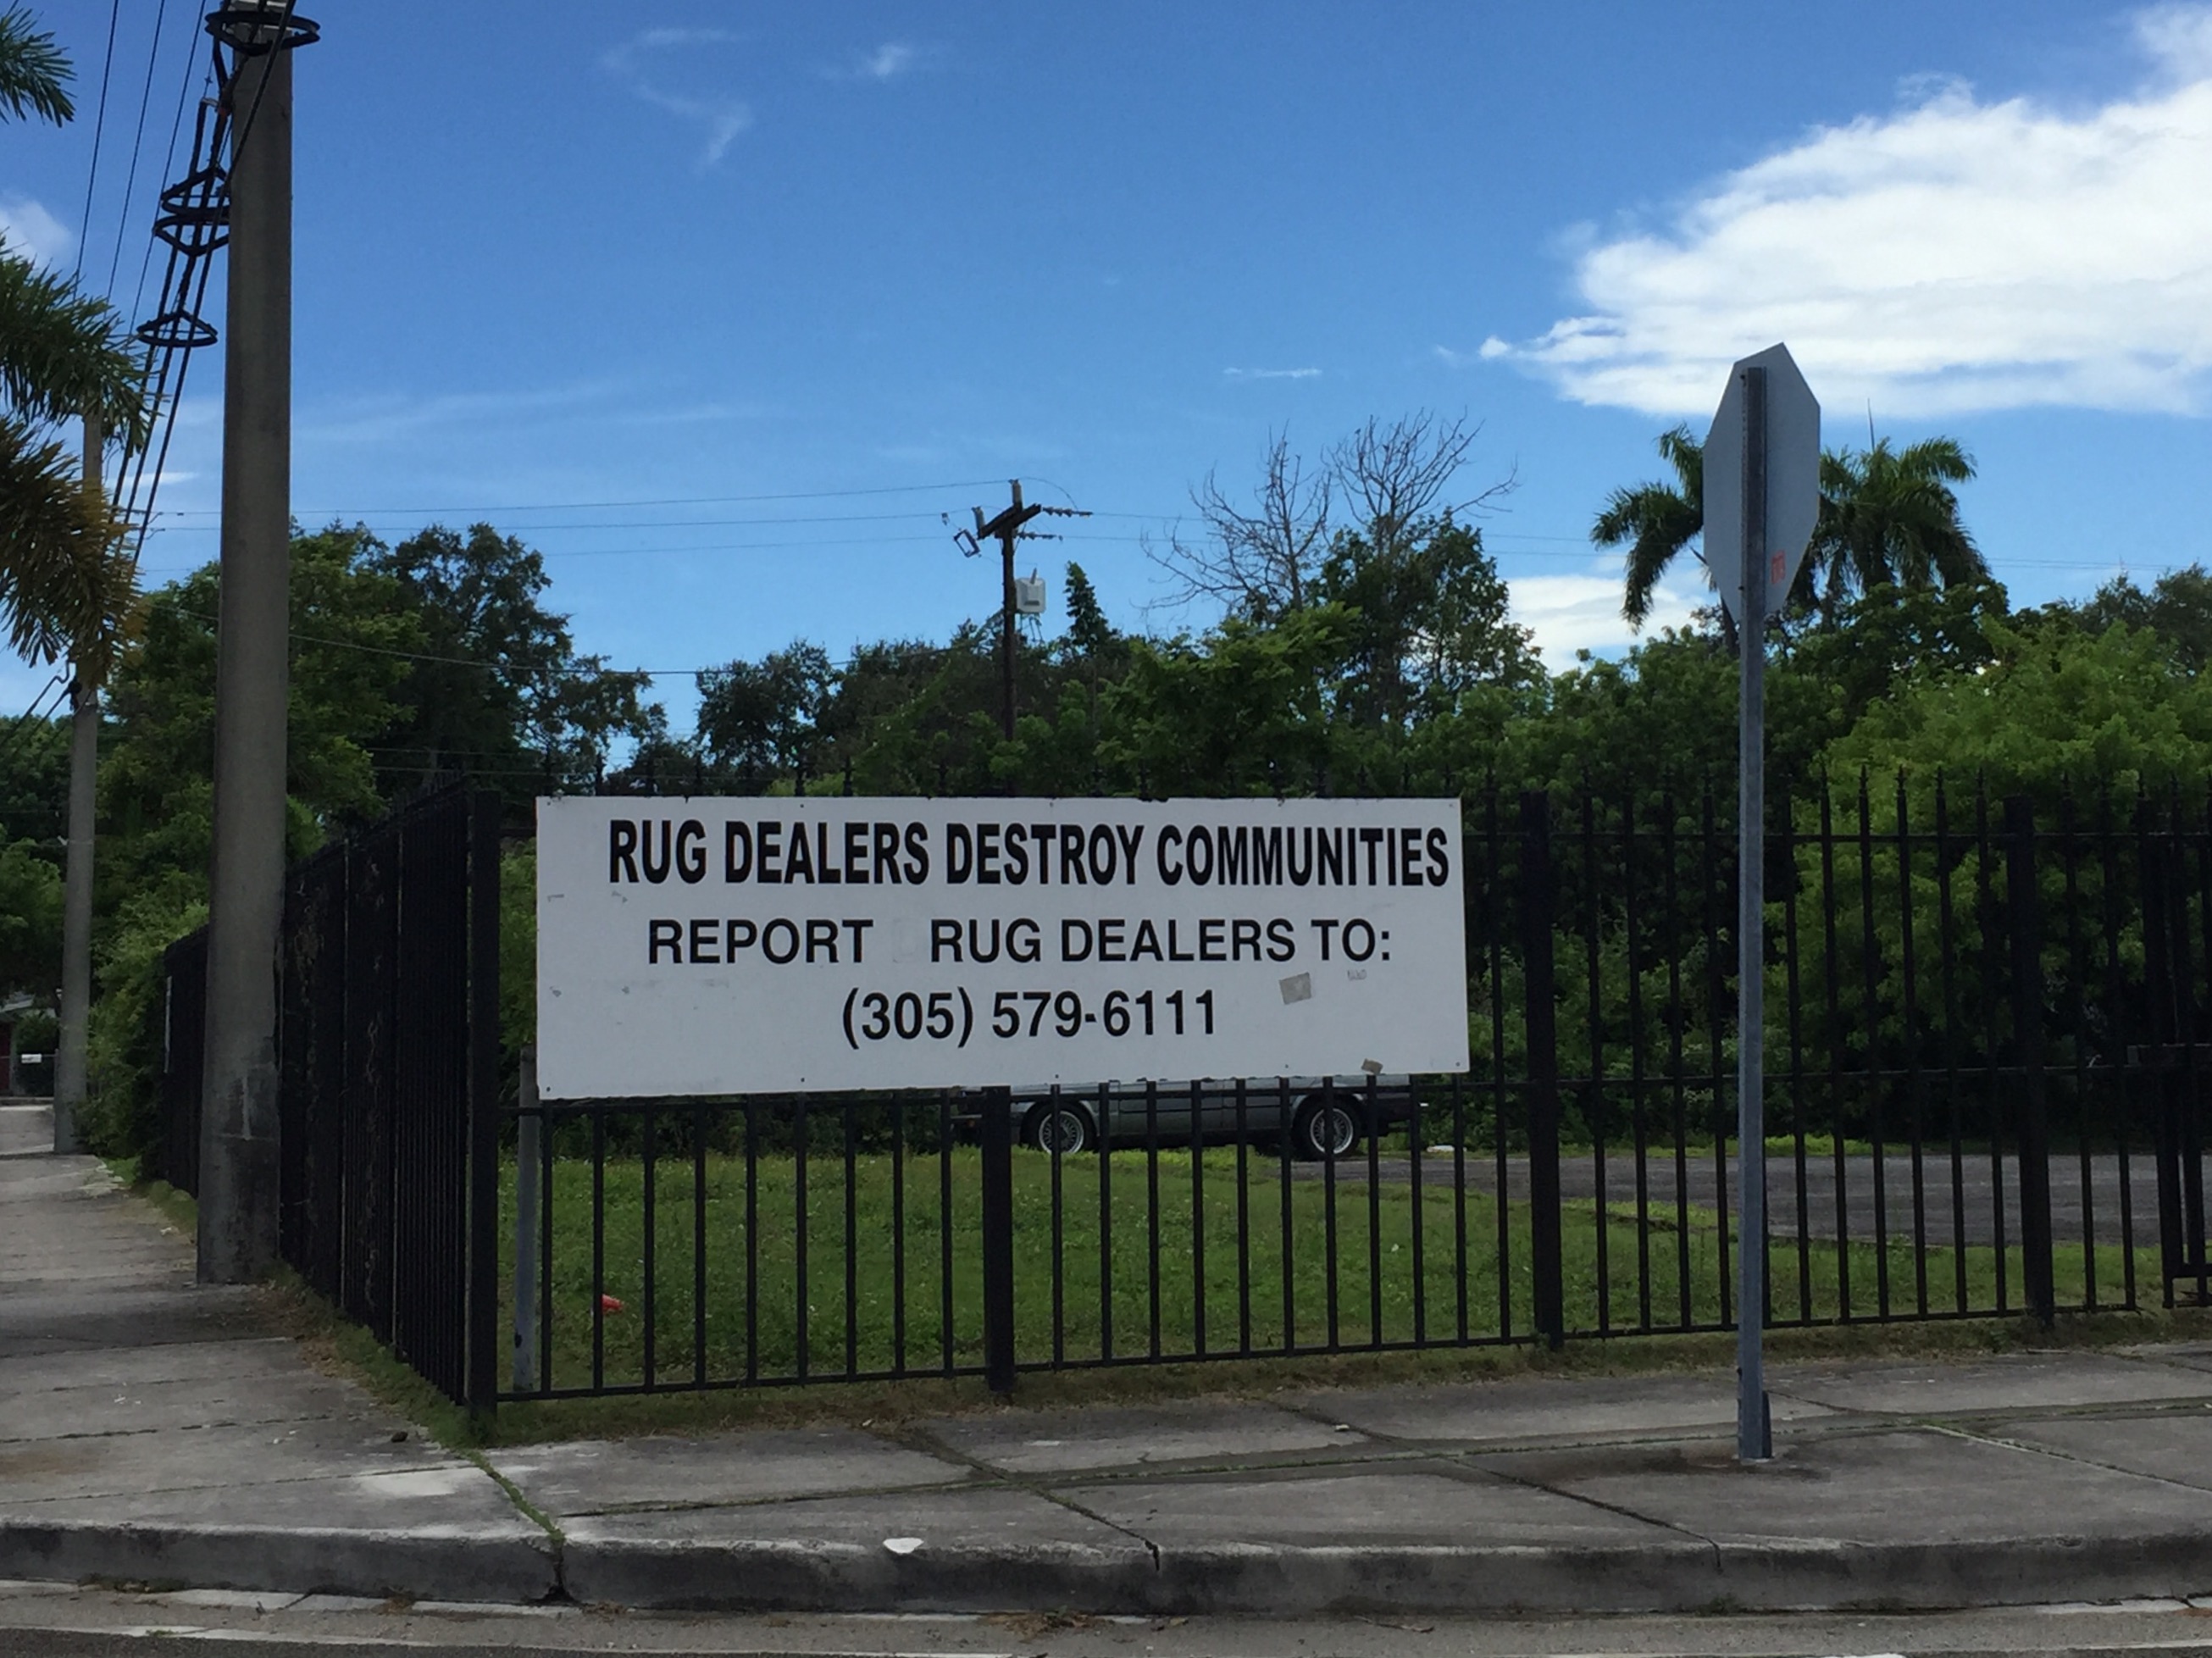 RUG DEALERS DESTROY COMMUNITIES
REPORT RUG DEALERS TO:
(305) 579-6111